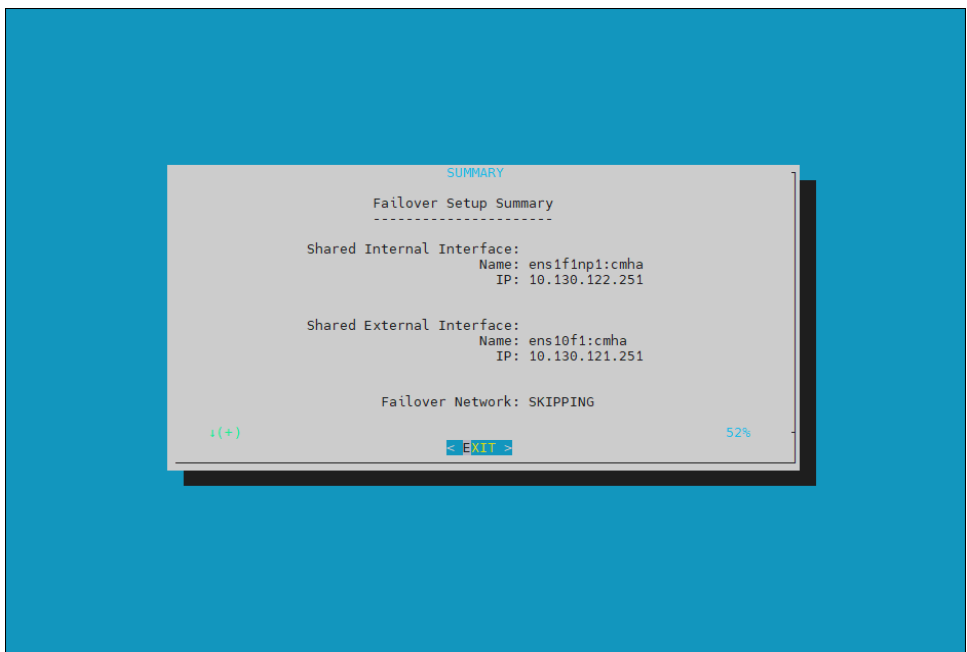 SUMMARY
Failover Setup Summary
----------------------
Shared Internal Interface:
Name: ens1f1np1:cmha
IP: 10.130.122.251
Shared External Interface:
Name: ens10f1:cmha
IP: 10.130.121.251
Failover Network: SKIPPING
↓(+) 52%
< EXIT >